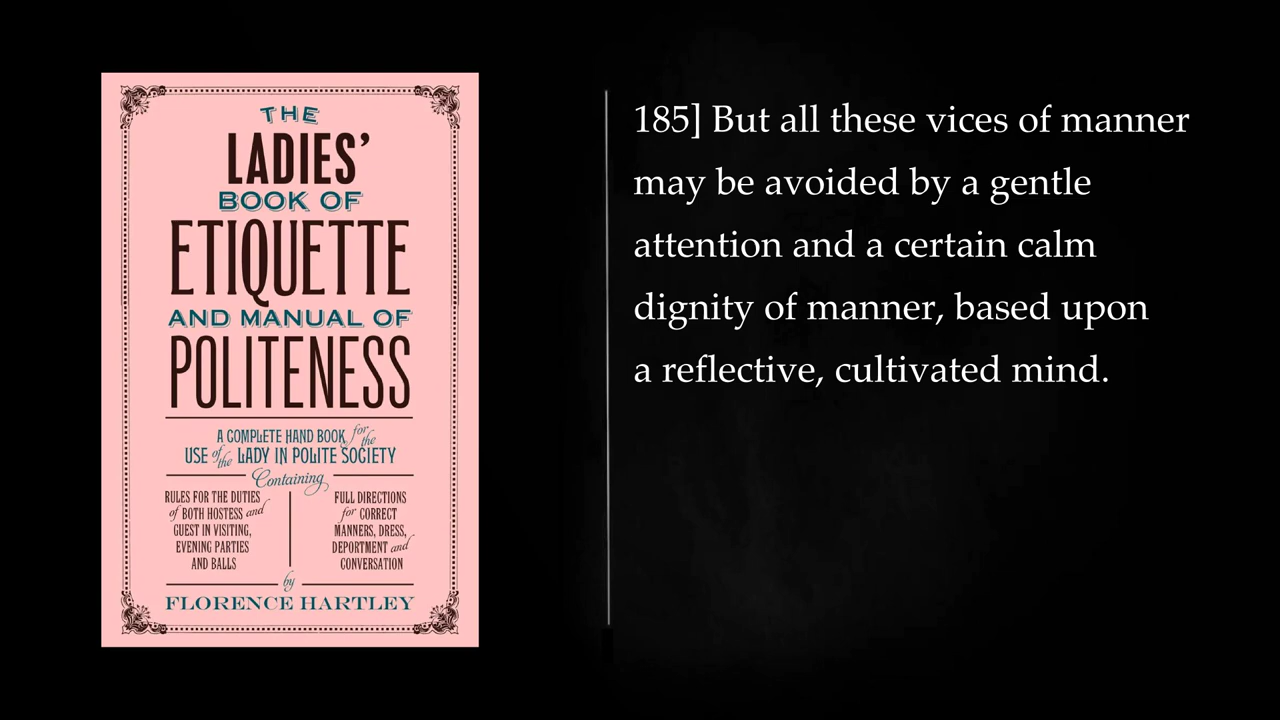 THE
LADIES'
BOOK OF
ETIQUETTE
AND MANUAL OF
POLITENESS
A COMPLETE HAND BOOK for the
USE of the LADY IN POLITE SOCIETY
Containing
RULES FOR THE DUTIES
of BOTH HOSTESS and
GUEST IN VISITING,
EVENING PARTIES
AND BALLS
FULL DIRECTIONS
for CORRECT
MANNERS, DRESS,
DEPORTMENT and
CONVERSATION
by
FLORENCE HARTLEY
185] But all these vices of manner
may be avoided by a gentle
attention and a certain calm
dignity of manner, based upon
a reflective, cultivated mind.